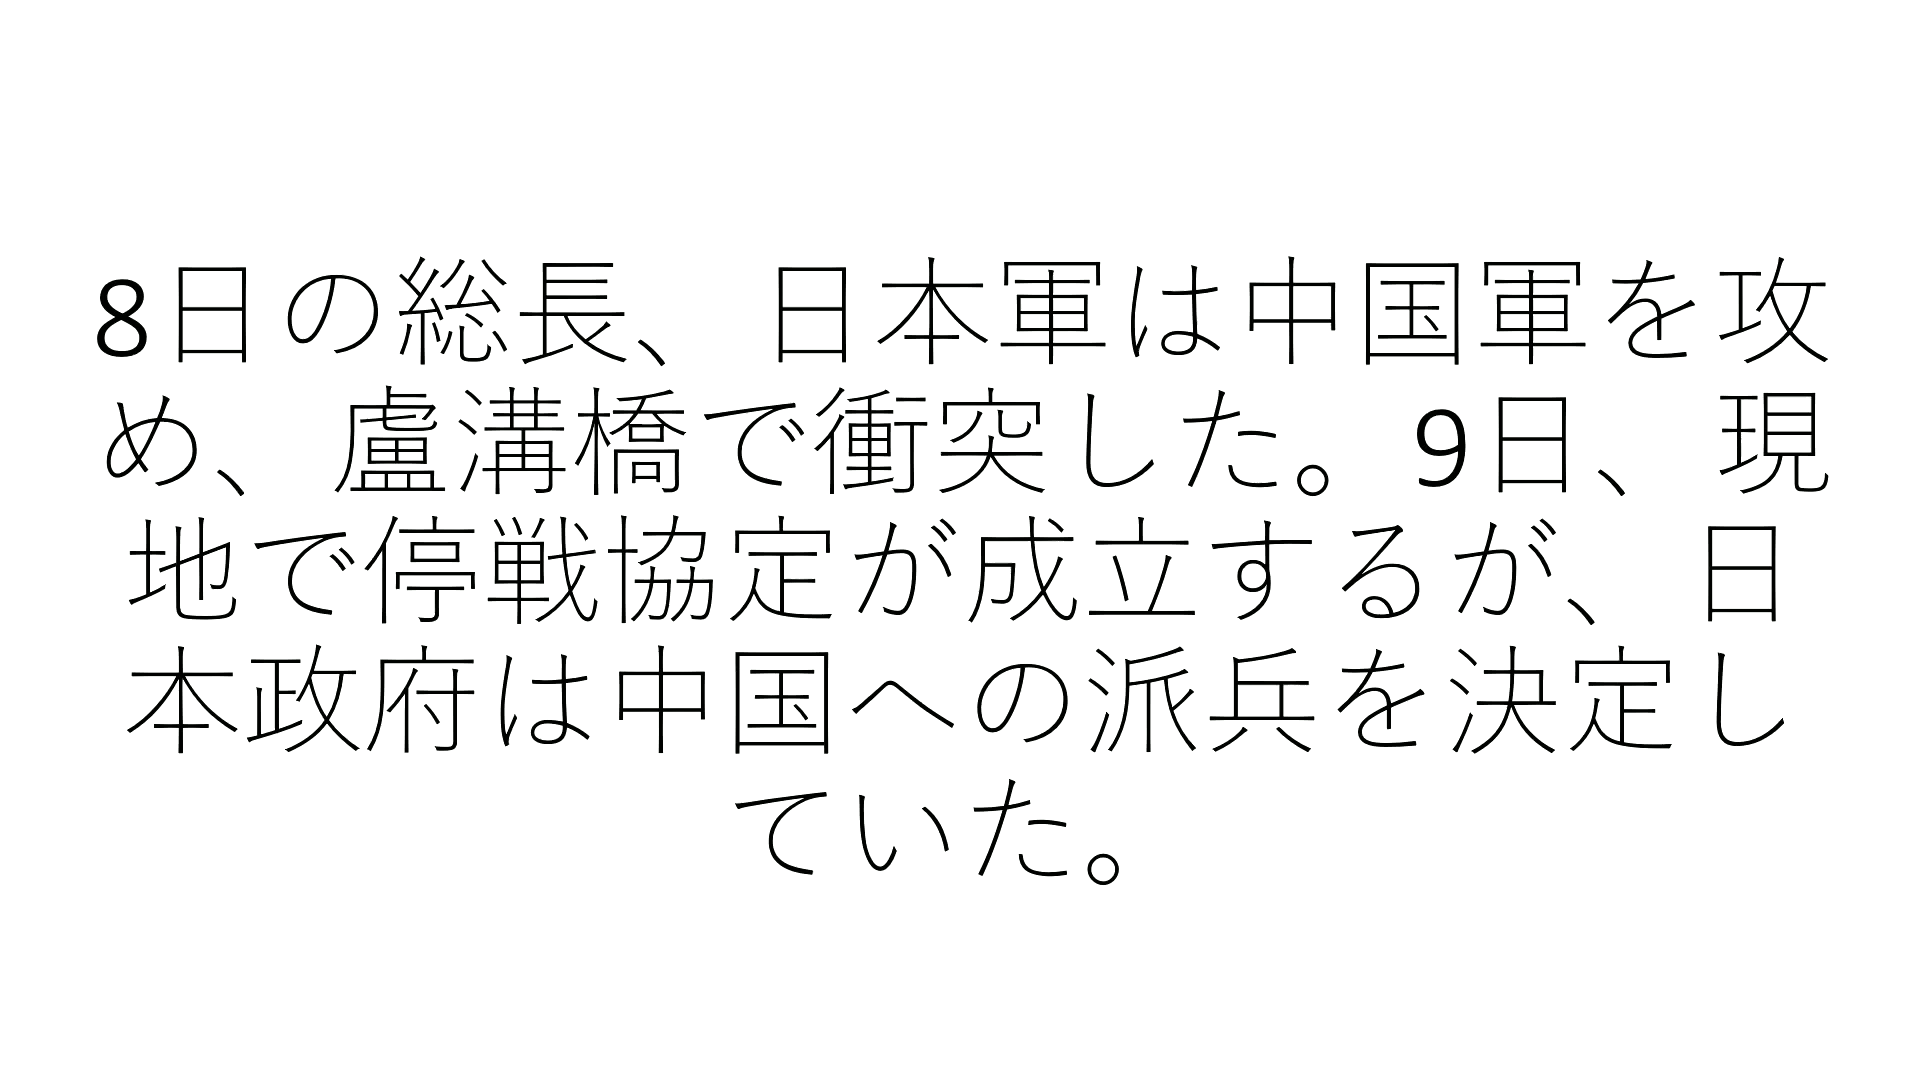 8日の総長、日本軍は中国軍を攻
め、盧溝橋で衝突した。9日、現
地で停戦協定が成立するが、日
本政府は中国への派兵を決定し
ていた。